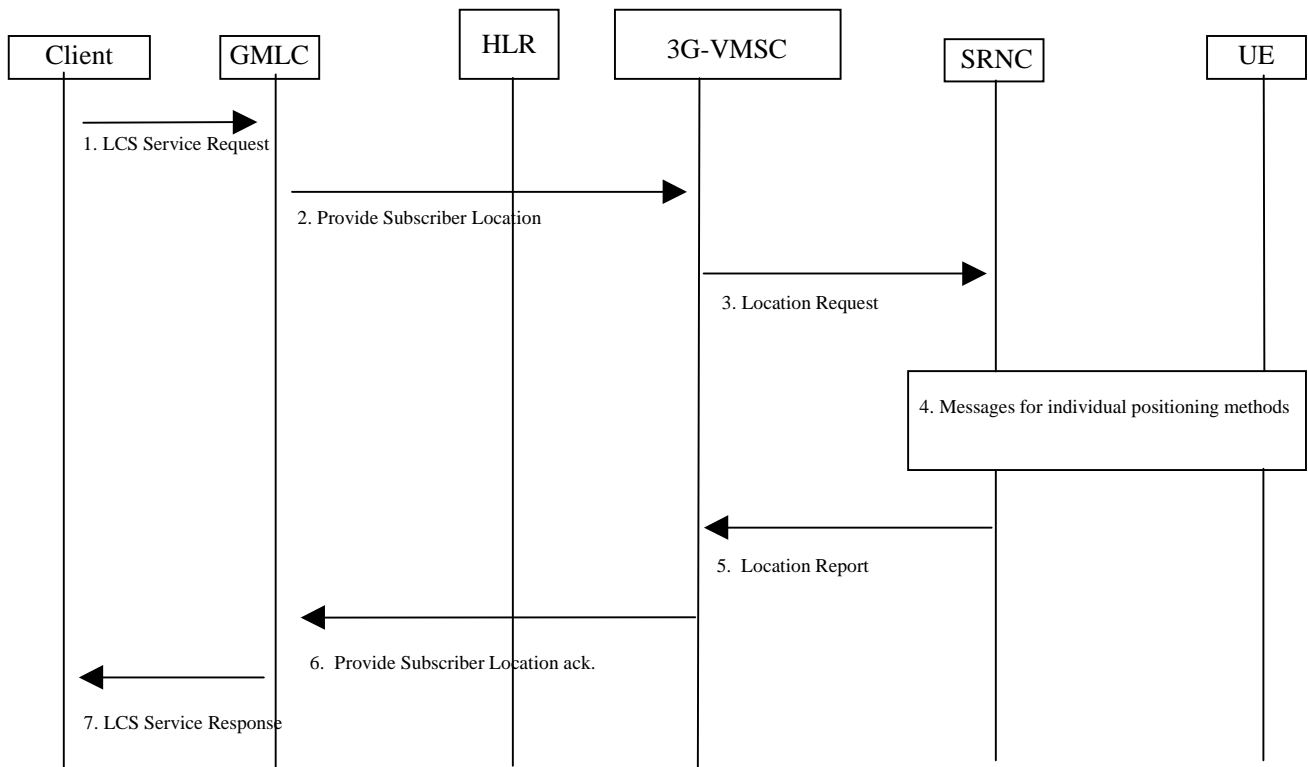 Client
GMLC
HLR
3G-VMSC
SRNC
UE
1. LCS Service Request
2. Provide Subscriber Location
3. Location Request
4. Messages for individual positioning methods
5. Location Report
6. Provide Subscriber Location ack.
7. LCS Service Response